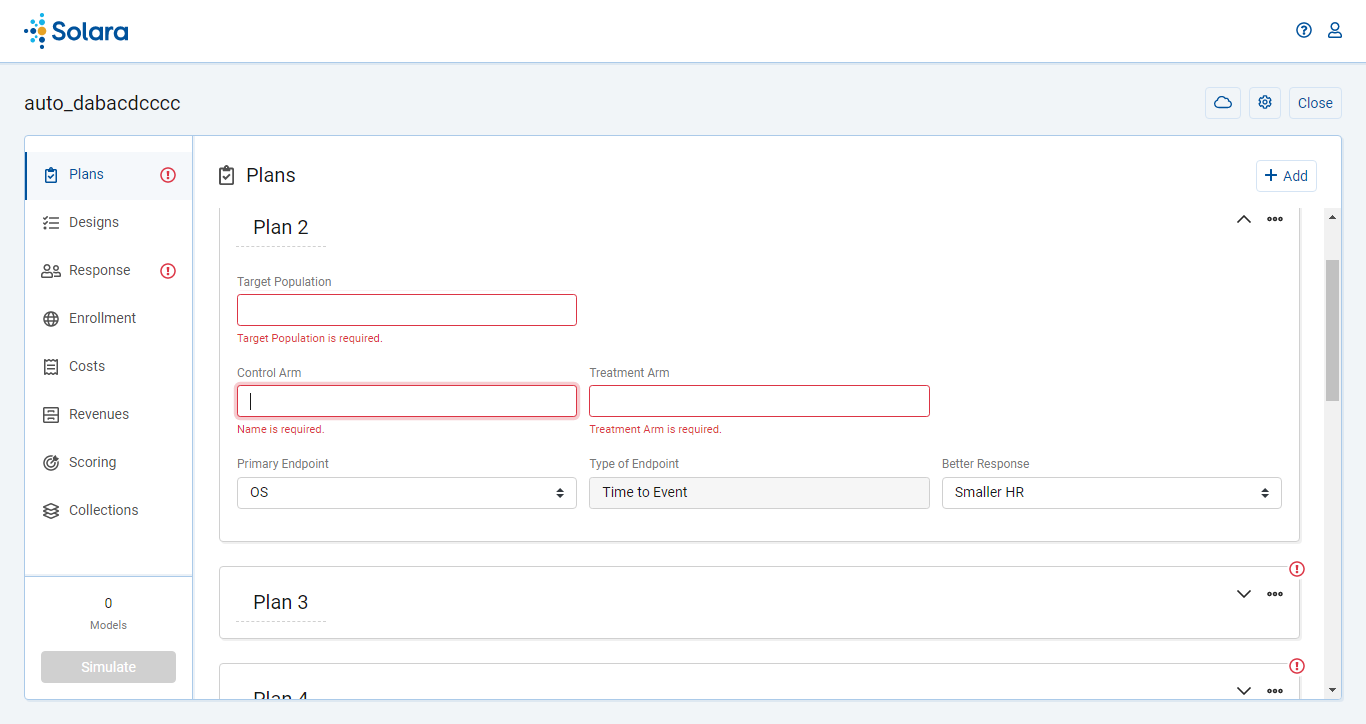 Solara
auto_dabacdcccc
Close
Plans
Designs
Response
Enrollment
Costs
Revenues
Scoring
Collections
0
Models
Simulate
Plans
Add
Plan 2
Target Population
Target Population is required.
Control Arm
Treatment Arm
Name is required.
Treatment Arm is required.
Primary Endpoint
Type of Endpoint
Better Response
OS
Time to Event
Smaller HR
Plan 3
Plan 4